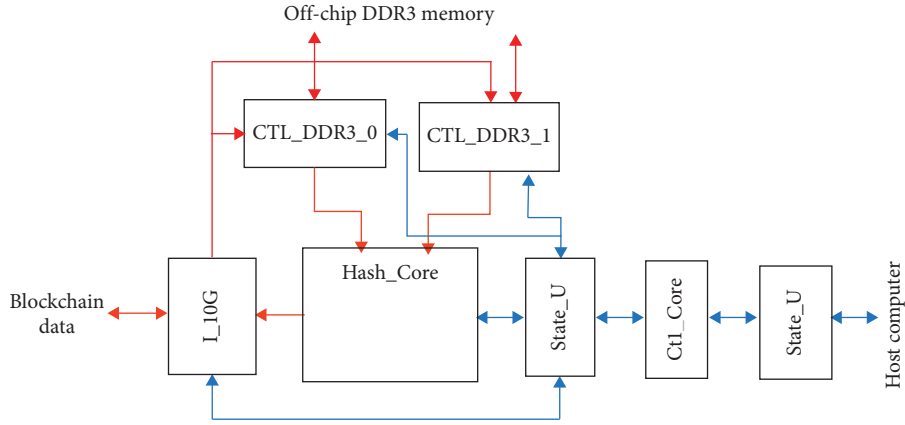 Off-chip DDR3 memory
CTL_DDR3_0
CTL_DDR3_1
Hash_Core
Blockchain
data
I_10G
State_U
Ct1_Core
State_U
Host computer